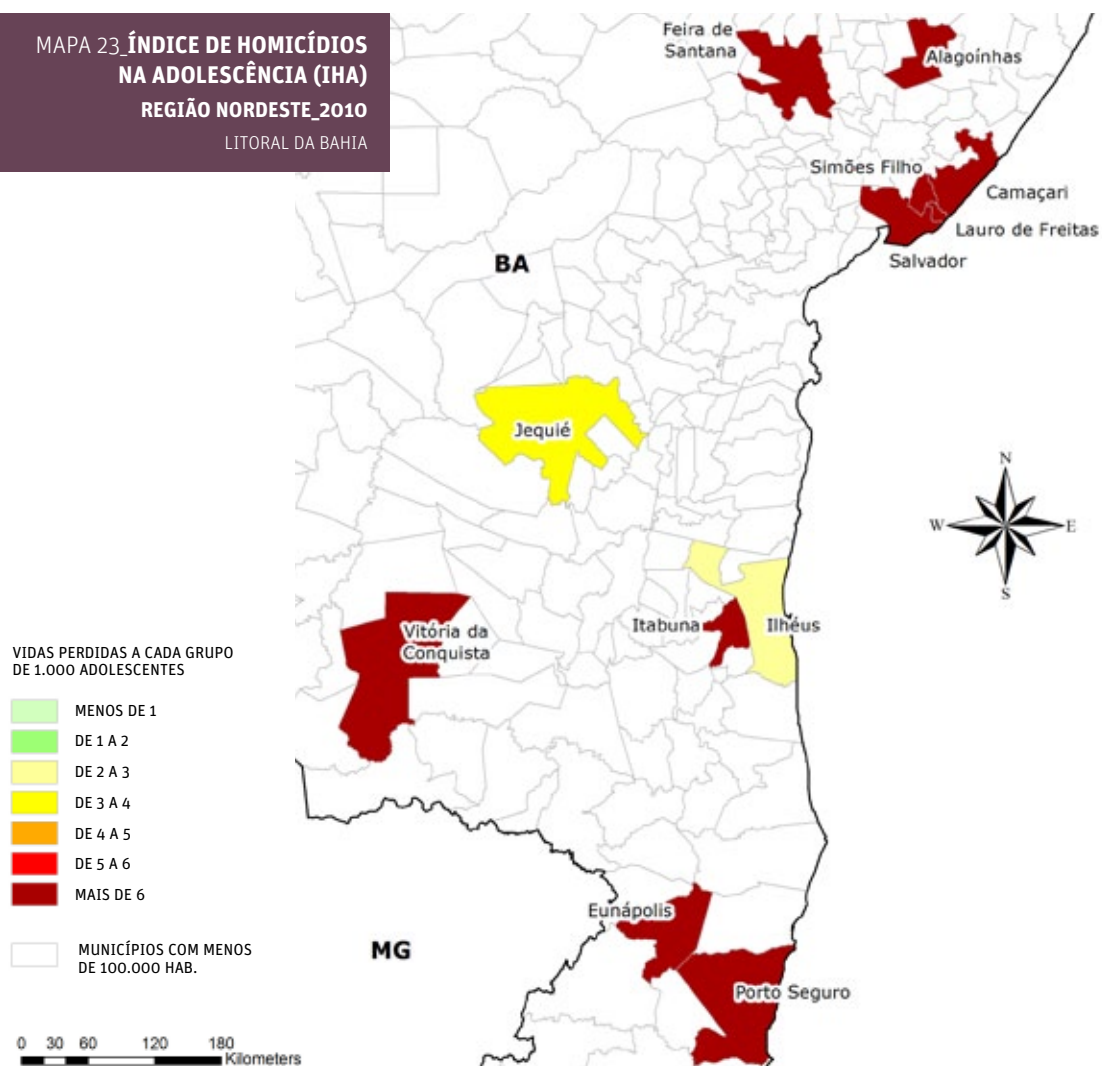 MAPA 23_ÍNDICE DE HOMICÍDIOS
NA ADOLESCÊNCIA (IHA)
REGIÃO NORDESTE_2010
LITORAL DA BAHIA
Feira de
Santana
Alagoínhas
Simões Filho
Camaçari
Lauro de Freitas
Salvador
BA
Jequié
N
W
E
S
Itabuna
Ilhéus
Vitória da
Conquista
VIDAS PERDIDAS A CADA GRUPO
DE 1.000 ADOLESCENTES
MENOS DE 1
DE 1 A 2
DE 2 A 3
DE 3 A 4
DE 4 A 5
DE 5 A 6
MAIS DE 6
MUNICÍPIOS COM MENOS
DE 100.000 HAB.
Eunápolis
MG
Porto Seguro
0 30 60 120 180
Kilometers